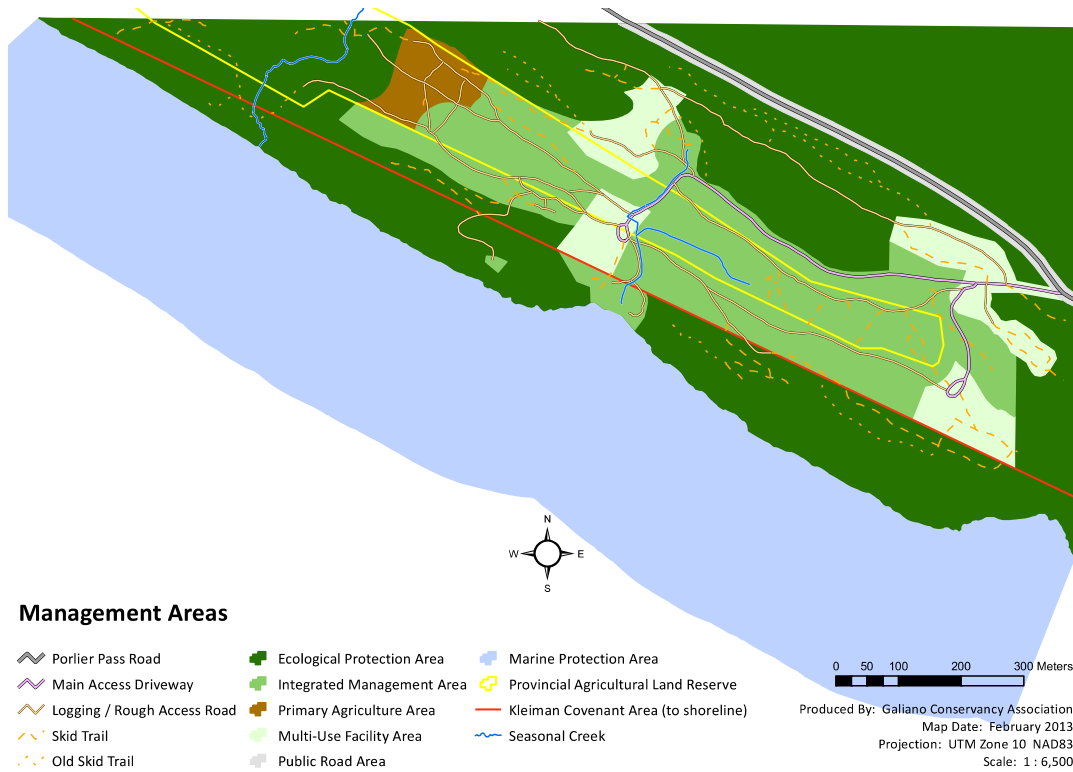 N
W E
S
Management Areas
Porlier Pass Road
Main Access Driveway
Logging / Rough Access Road
Skid Trail
Old Skid Trail
Ecological Protection Area
Integrated Management Area
Primary Agriculture Area
Multi-Use Facility Area
Public Road Area
Marine Protection Area
Provincial Agricultural Land Reserve
Kleiman Covenant Area (to shoreline)
Seasonal Creek
0 50 100 200 300 Meters
Produced By: Galiano Conservancy Association
Map Date: February 2013
Projection: UTM Zone 10 NAD83
Scale: 1 : 6,500